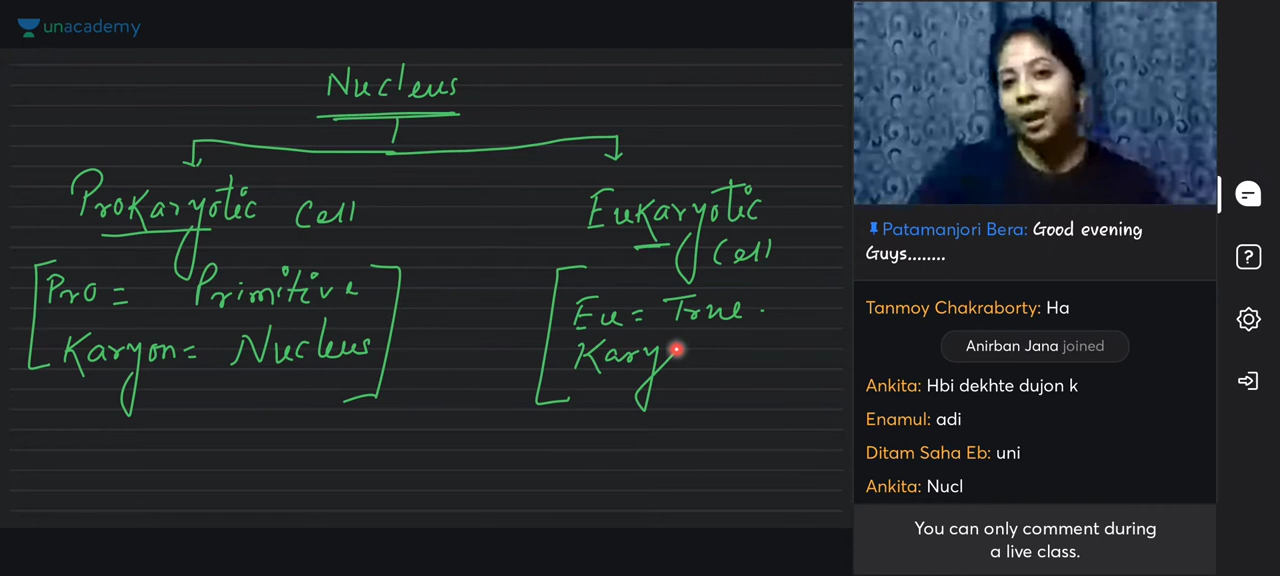 unacademy
Nucleus
Prokaryotic Cell
Eukaryotic
Cell
Pro = Primitive
Karyon = Nucleus
Eu = True.
Kary
Patamanjori Bera: Good evening
Guys........
Tanmoy Chakraborty: Ha
Anirban Jana joined
Ankita: Hbi dekhte dujon k
Enamul: adi
Ditam Saha Eb: uni
Ankita: Nucl
You can only comment during
a live class.
?